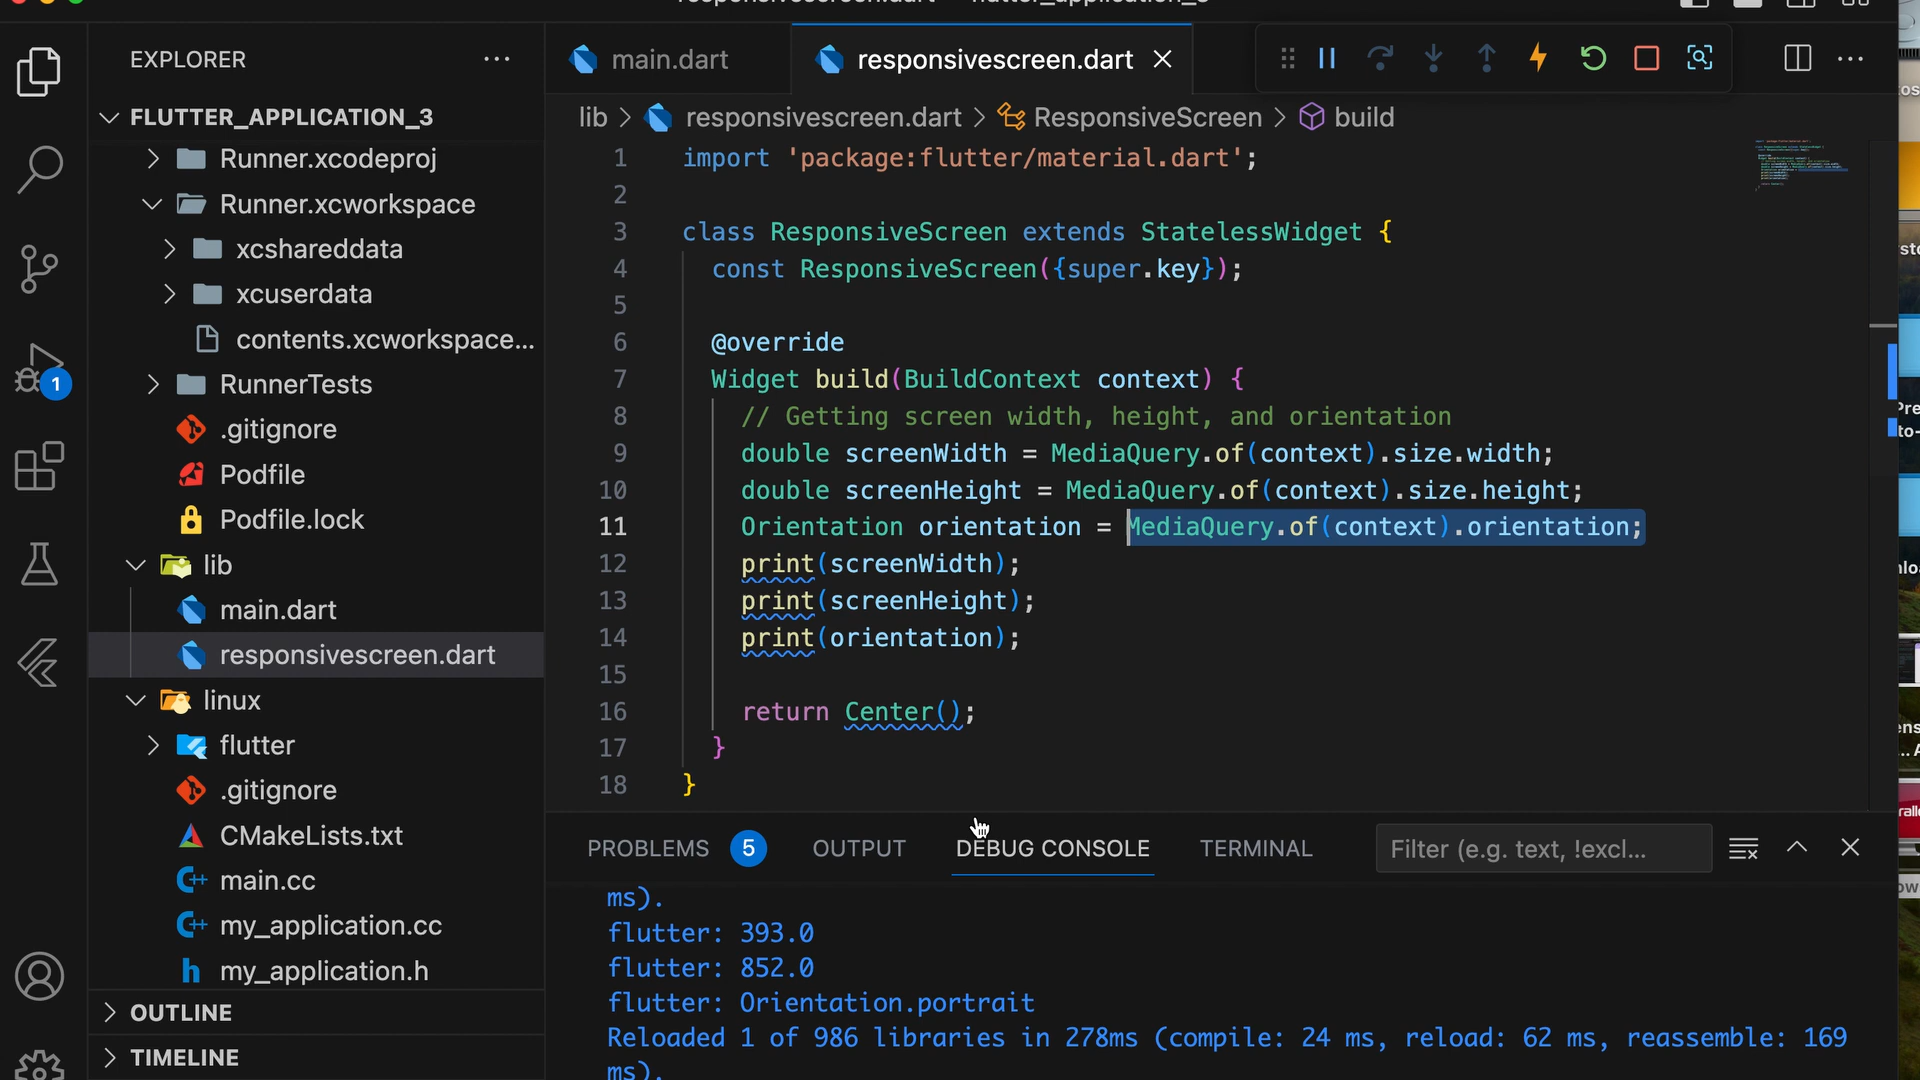 EXPLORER
FLUTTER_APPLICATION_3
Runner.xcodeproj
Runner.xcworkspace
xcshareddata
xcuserdata
contents.xcworkspace...
RunnerTests
.gitignore
Podfile
Podfile.lock
lib
main.dart
responsivescreen.dart
linux
flutter
.gitignore
CMakeLists.txt
main.cc
my_application.cc
my_application.h
OUTLINE
TIMELINE
1
main.dart
responsivescreen.dart
lib > responsivescreen.dart > ResponsiveScreen > build
1 import 'package:flutter/material.dart';
2
3 class ResponsiveScreen extends StatelessWidget {
4 const ResponsiveScreen({super.key});
5
6 @override
7 Widget build(BuildContext context) {
8 // Getting screen width, height, and orientation
9 double screenWidth = MediaQuery.of(context).size.width;
10 double screenHeight = MediaQuery.of(context).size.height;
11 Orientation orientation = MediaQuery.of(context).orientation;
12 print(screenWidth);
13 print(screenHeight);
14 print(orientation);
15
16 return Center();
17 }
18 }
PROBLEMS 5 OUTPUT DEBUG CONSOLE TERMINAL Filter (e.g. text, !excl...
ms).
flutter: 393.0
flutter: 852.0
flutter: Orientation.portrait
Reloaded 1 of 986 libraries in 278ms (compile: 24 ms, reload: 62 ms, reassemble: 169
ms).